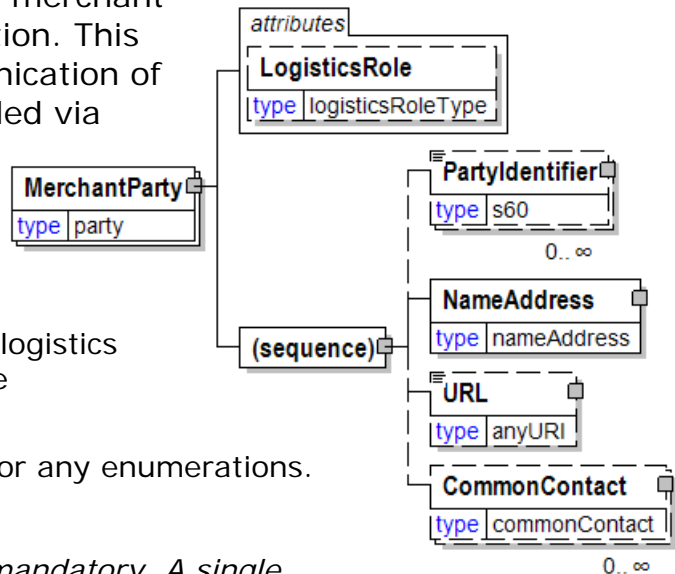 merchant
tion. This
nication of
led via
logistics
e
or any enumerations.
mandatory. A single
attributes
LogisticsRole
type logisticsRoleType
MerchantParty
type party
(sequence)
PartyIdentifier
type s60
0.. ∞
NameAddress
type nameAddress
URL
type anyURI
CommonContact
type commonContact
0.. ∞